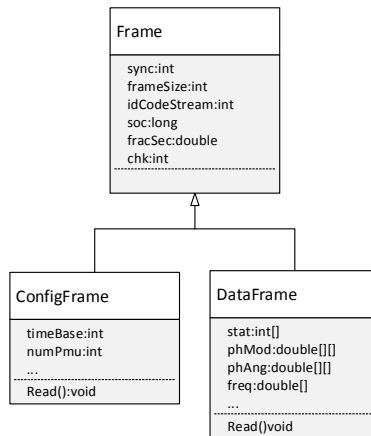 Frame
sync:int
frameSize:int
idCodeStream:int
soc:long
fracSec:double
chk:int
ConfigFrame
timeBase:int
numPmu:int
...
Read():void
DataFrame
stat:int[]
phMod:double[][]
phAng:double[][]
freq:double[]
...
Read()void